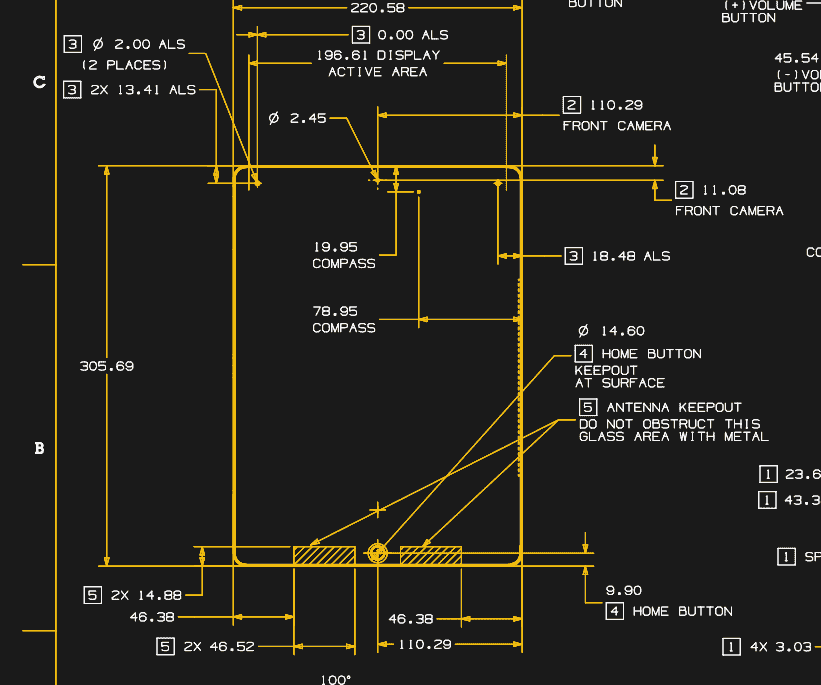 220.58
BUTTON
(+)VOLUME
BUTTON
3 0.00 ALS
3 Ø 2.00 ALS
(2 PLACES)
196.61 DISPLAY
ACTIVE AREA
45.54
(-)VO
BUTTO
C
3 2X 13.41 ALS
Ø 2.45
2 110.29
FRONT CAMERA
2 11.08
FRONT CAMERA
19.95
COMPASS
3 18.48 ALS
CO
78.95
COMPASS
Ø 14.60
4 HOME BUTTON
KEEPOUT
AT SURFACE
305.69
5 ANTENNA KEEPOUT
DO NOT OBSTRUCT THIS
GLASS AREA WITH METAL
B
1 23.6
1 43.3
1 SP
5 2X 14.88
9.90
4 HOME BUTTON
46.38
46.38
5 2X 46.52
110.29
1 4X 3.03
100°